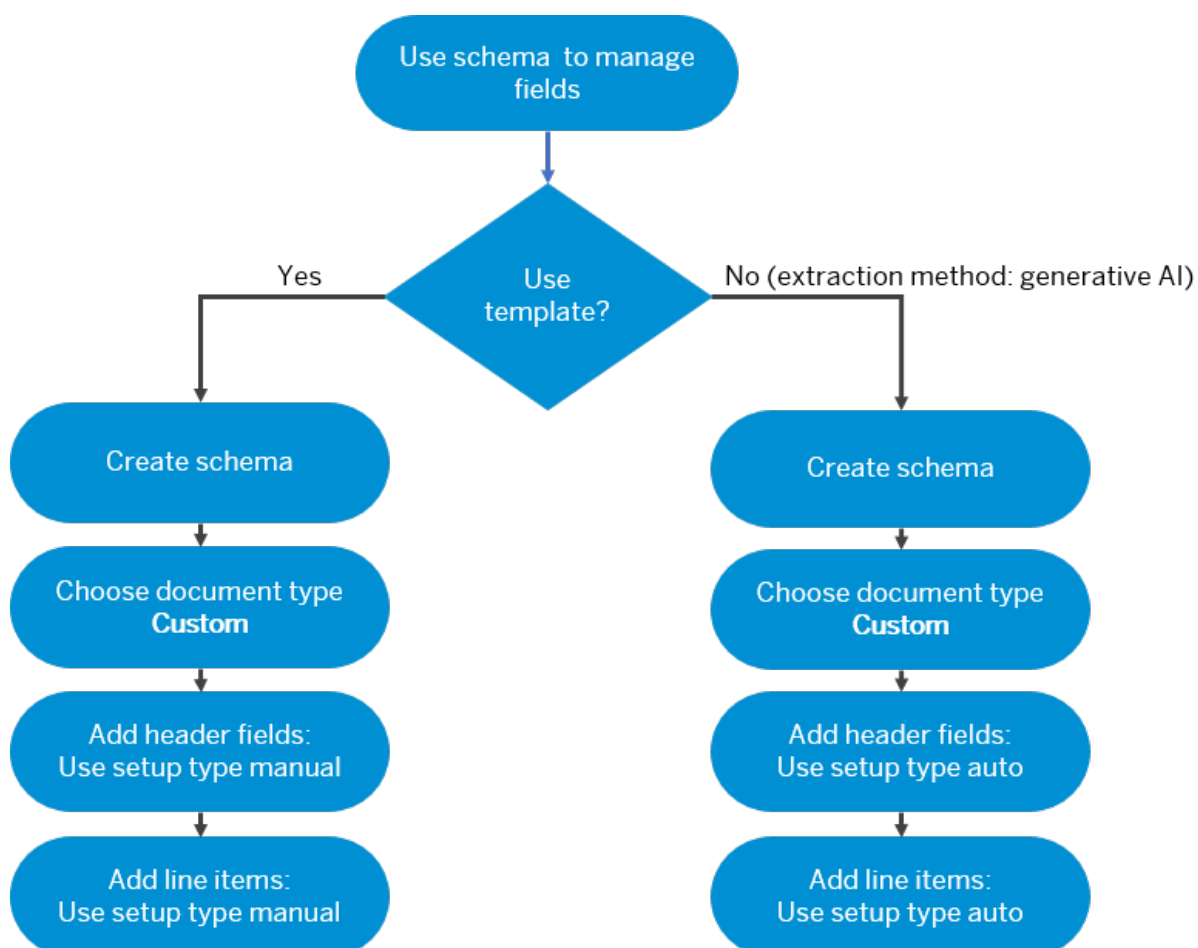 Use schema to manage
fields
Use
template?
Yes
No (extraction method: generative AI)
Create schema
Choose document type
Custom
Add header fields:
Use setup type manual
Add line items:
Use setup type manual
Create schema
Choose document type
Custom
Add header fields:
Use setup type auto
Add line items:
Use setup type auto